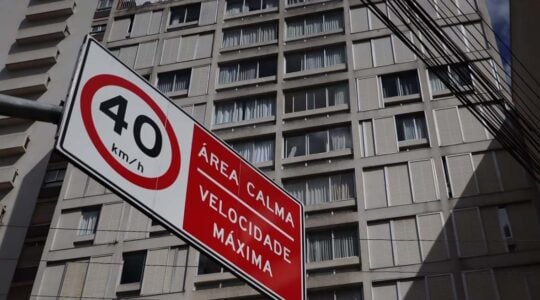 40
km/h
ÁREA CALMA
VELOCIDADE
MÁXIMA